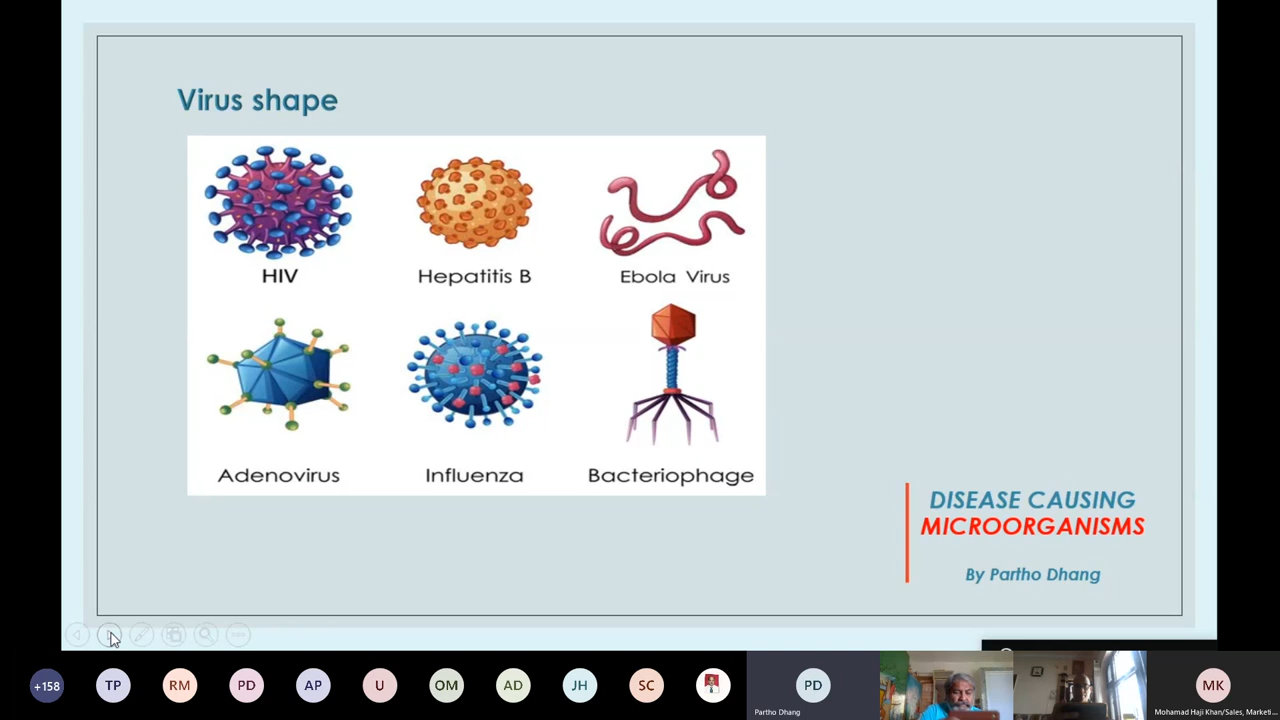 Virus shape
HIV
Hepatitis B
Ebola Virus
Adenovirus
Influenza
Bacteriophage
DISEASE CAUSING
MICROORGANISMS
By Partho Dhang
+158
TP
RM
PD
AP
U
OM
AD
JH
SC
PD
Partho Dhang
MK
Mohamad Haji Khan/Sales, Marketi...